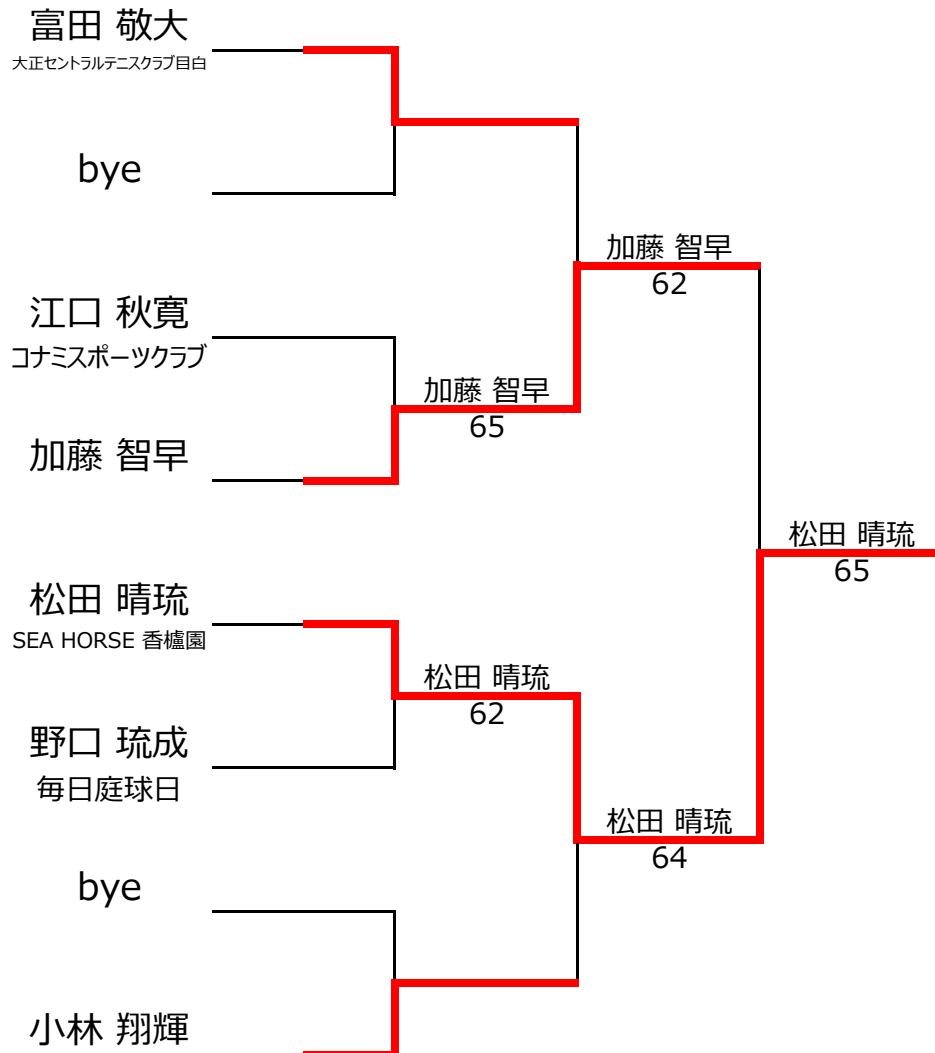 富田 敬大
大正セントラルテニスクラブ目白
bye
加藤 智早
62
江口 秋寛
コナミスポーツクラブ
加藤 智早
65
加藤 智早
松田 晴琉
65
松田 晴琉
SEA HORSE 香櫨園
松田 晴琉
62
野口 琉成
毎日庭球日
松田 晴琉
64
bye
小林 翔輝